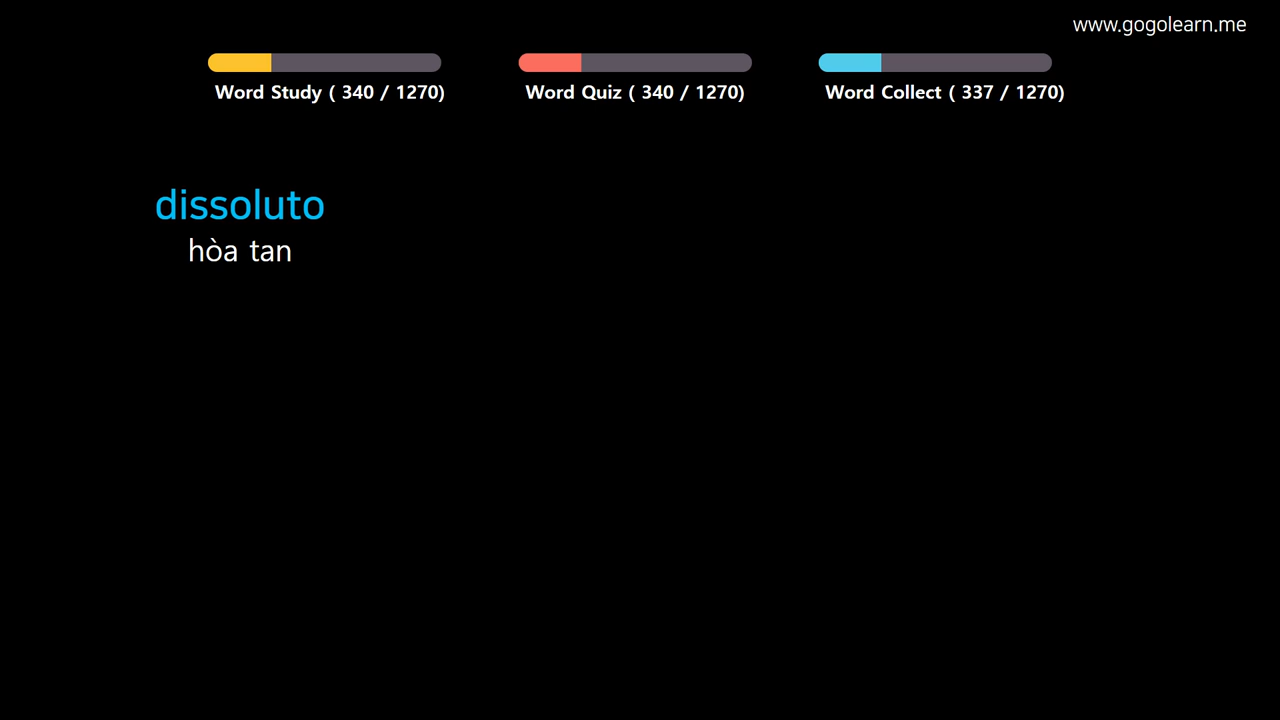 www.gogolearn.me
Word Study ( 340 / 1270)
Word Quiz ( 340 / 1270)
Word Collect ( 337 / 1270)
dissoluto
hòa tan